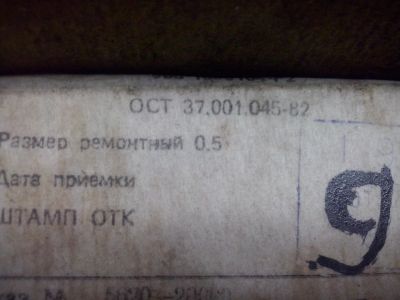 ОСТ 37.001.045-82
Размер ремонтный 0.5
Дата приемки
ШТАМП ОТК
9